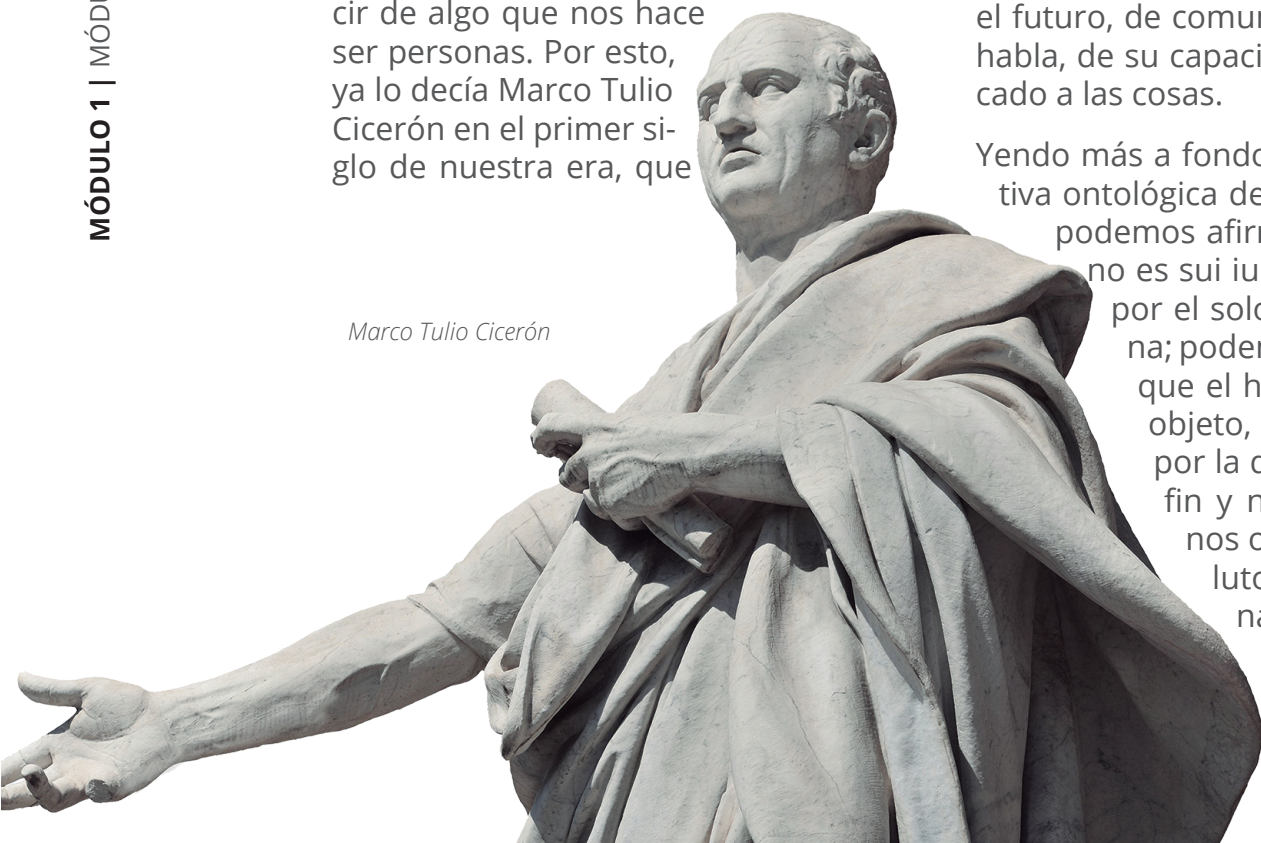 MÓDULO 1 | MÓDU
cir de algo que nos hace
ser personas. Por esto,
ya lo decía Marco Tulio
Cicerón en el primer si-
glo de nuestra era, que
Marco Tulio Cicerón
el futuro, de comu
habla, de su capaci
cado a las cosas.
Yendo más a fondo
tiva ontológica de
podemos afir
no es sui iu
por el solo
na; poder
que el h
objeto,
por la
fin y
nos
luto
na